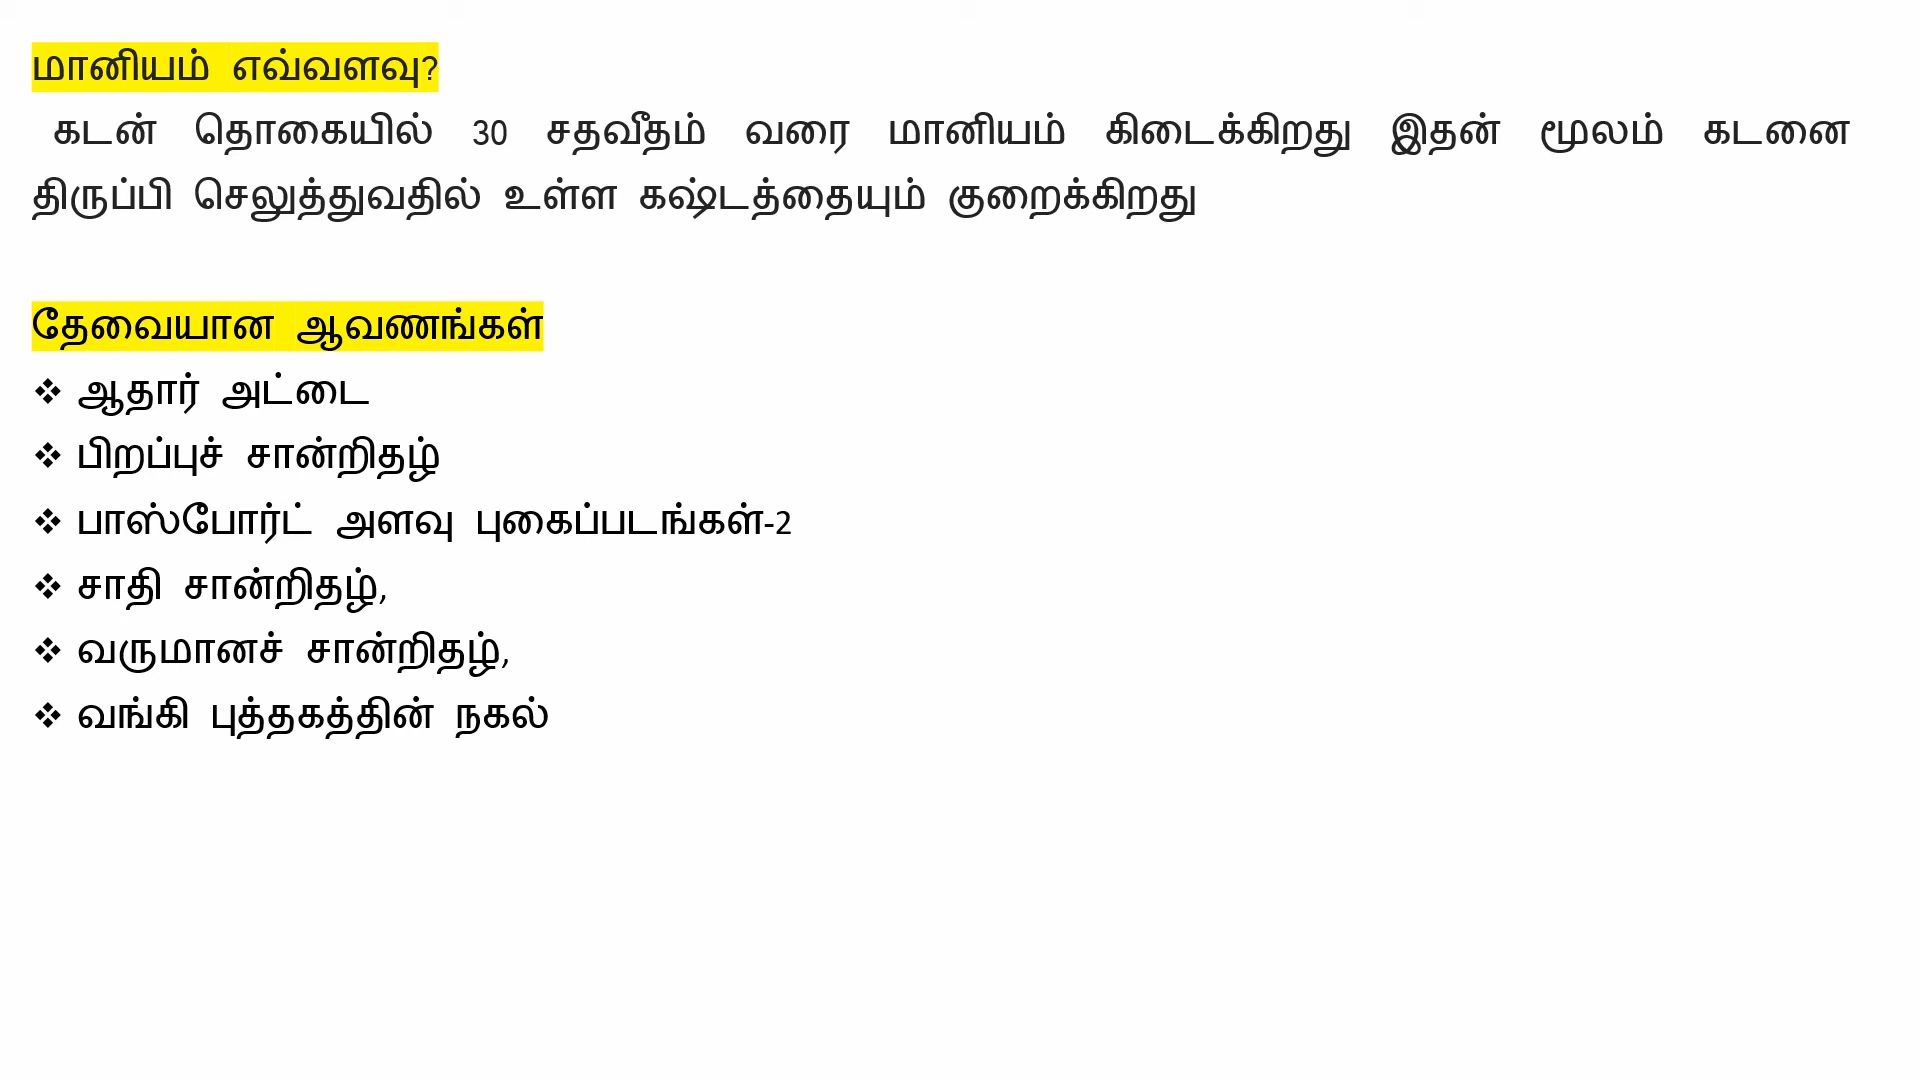 மானியம் எவ்வளவு?
கடன் தொகையில் 30 சதவீதம் வரை மானியம் கிடைக்கிறது இதன் மூலம் கடனை
திருப்பி செலுத்துவதில் உள்ள கஷ்டத்தையும் குறைக்கிறது
தேவையான ஆவணங்கள்
❖ ஆதார் அட்டை
❖ பிறப்புச் சான்றிதழ்
❖ பாஸ்போர்ட் அளவு புகைப்படங்கள்-2
❖ சாதி சான்றிதழ்,
❖ வருமானச் சான்றிதழ்,
❖ வங்கி புத்தகத்தின் நகல்